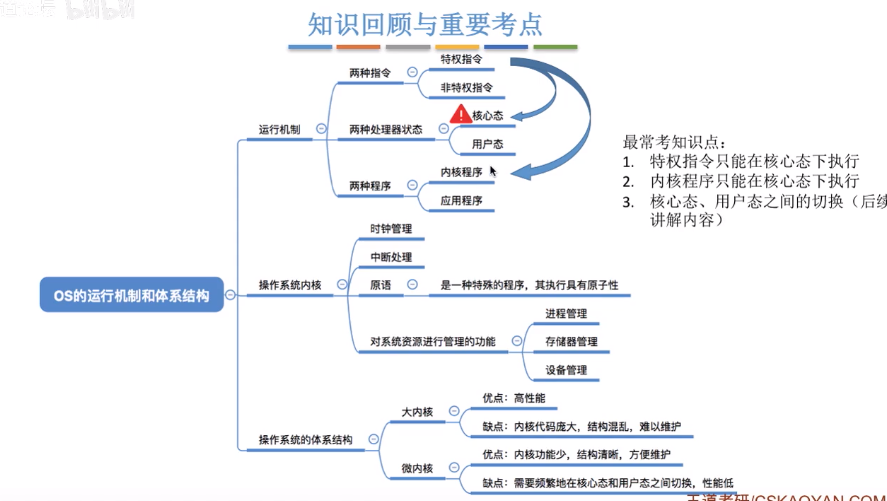 bilibili
知识回顾与重要考点
特权指令
两种指令
非特权指令
核心态
运行机制
两种处理器状态
用户态
内核程序
两种程序
应用程序
最常考知识点：
1. 特权指令只能在核心态下执行
2. 内核程序只能在核心态下执行
3. 核心态、用户态之间的切换（后续
讲解内容）
时钟管理
中断处理
操作系统内核
原语
是一种特殊的程序，其执行具有原子性
进程管理
对系统资源进行管理的功能
存储器管理
设备管理
OS的运行机制和体系结构
优点：高性能
大内核
缺点：内核代码庞大，结构混乱，难以维护
操作系统的体系结构
优点：内核功能少，结构清晰，方便维护
微内核
缺点：需要频繁地在核心态和用户态之间切换，性能低
王道考研/CSKAOYAN.COM